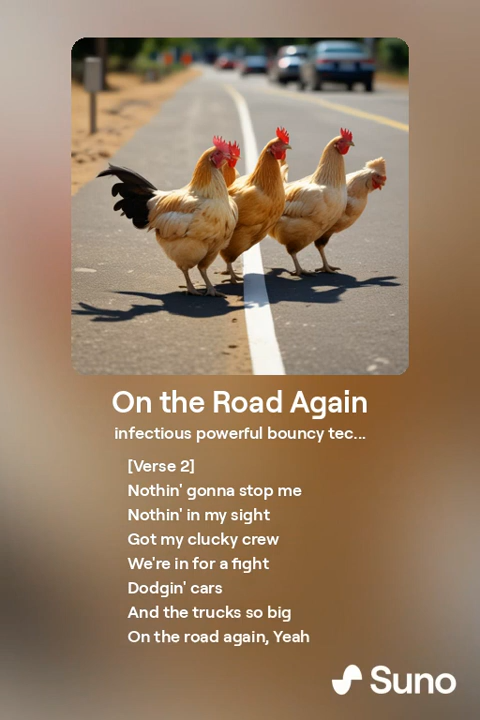 On the Road Again
infectious powerful bouncy tec...
[Verse 2]
Nothin' gonna stop me
Nothin' in my sight
Got my clucky crew
We're in for a fight
Dodgin' cars
And the trucks so big
On the road again, Yeah
Suno